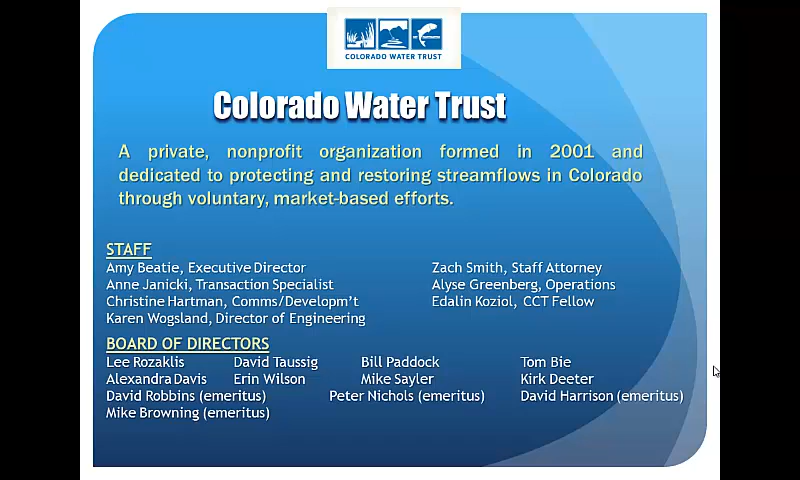 COLORADO WATER TRUST
Colorado Water Trust
A private, nonprofit organization formed in 2001 and
dedicated to protecting and restoring streamflows in Colorado
through voluntary, market-based efforts.
STAFF
Amy Beatie, Executive Director Zach Smith, Staff Attorney
Anne Janicki, Transaction Specialist Alyse Greenberg, Operations
Christine Hartman, Comms/Developm't Edalin Koziol, CCT Fellow
Karen Wogsland, Director of Engineering
BOARD OF DIRECTORS
Lee Rozaklis David Taussig Bill Paddock Tom Bie
Alexandra Davis Erin Wilson Mike Sayler Kirk Deeter
David Robbins (emeritus) Peter Nichols (emeritus) David Harrison (emeritus)
Mike Browning (emeritus)